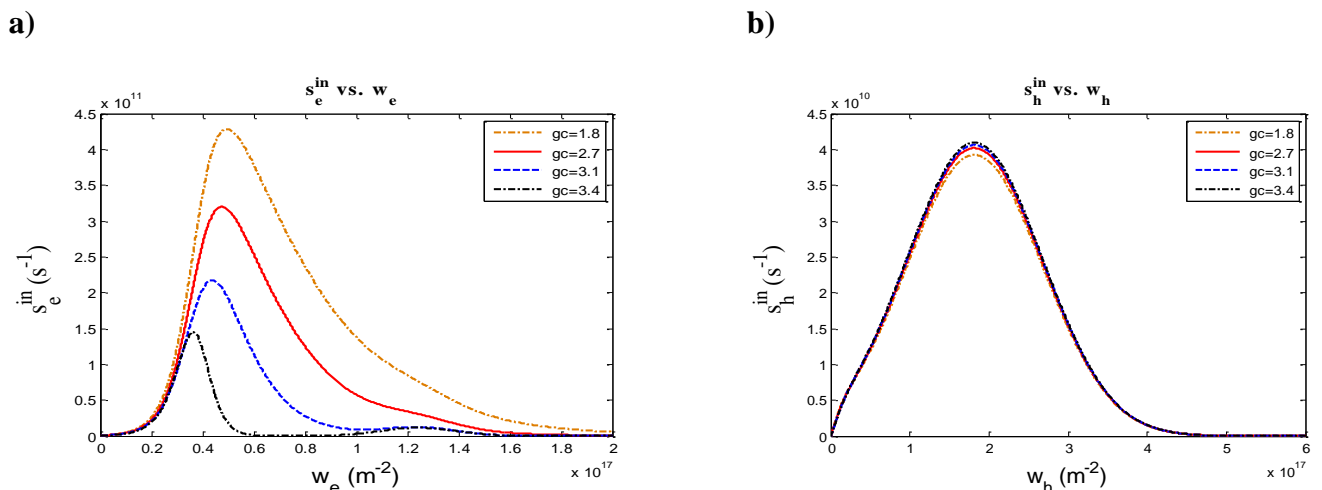 a)
s_e^in vs. w_e
x 10^11
4.5
4
3.5
3
2.5
2
1.5
1
0.5
0
s_e^in (s^-1)
gc=1.8
gc=2.7
gc=3.1
gc=3.4
0 0.2 0.4 0.6 0.8 1 1.2 1.4 1.6 1.8 2
x 10^17
w_e (m^-2)
b)
s_h^in vs. w_h
x 10^10
4.5
4
3.5
3
2.5
2
1.5
1
0.5
0
s_h^in (s^-1)
gc=1.8
gc=2.7
gc=3.1
gc=3.4
0 1 2 3 4 5 6
x 10^17
w_h (m^-2)